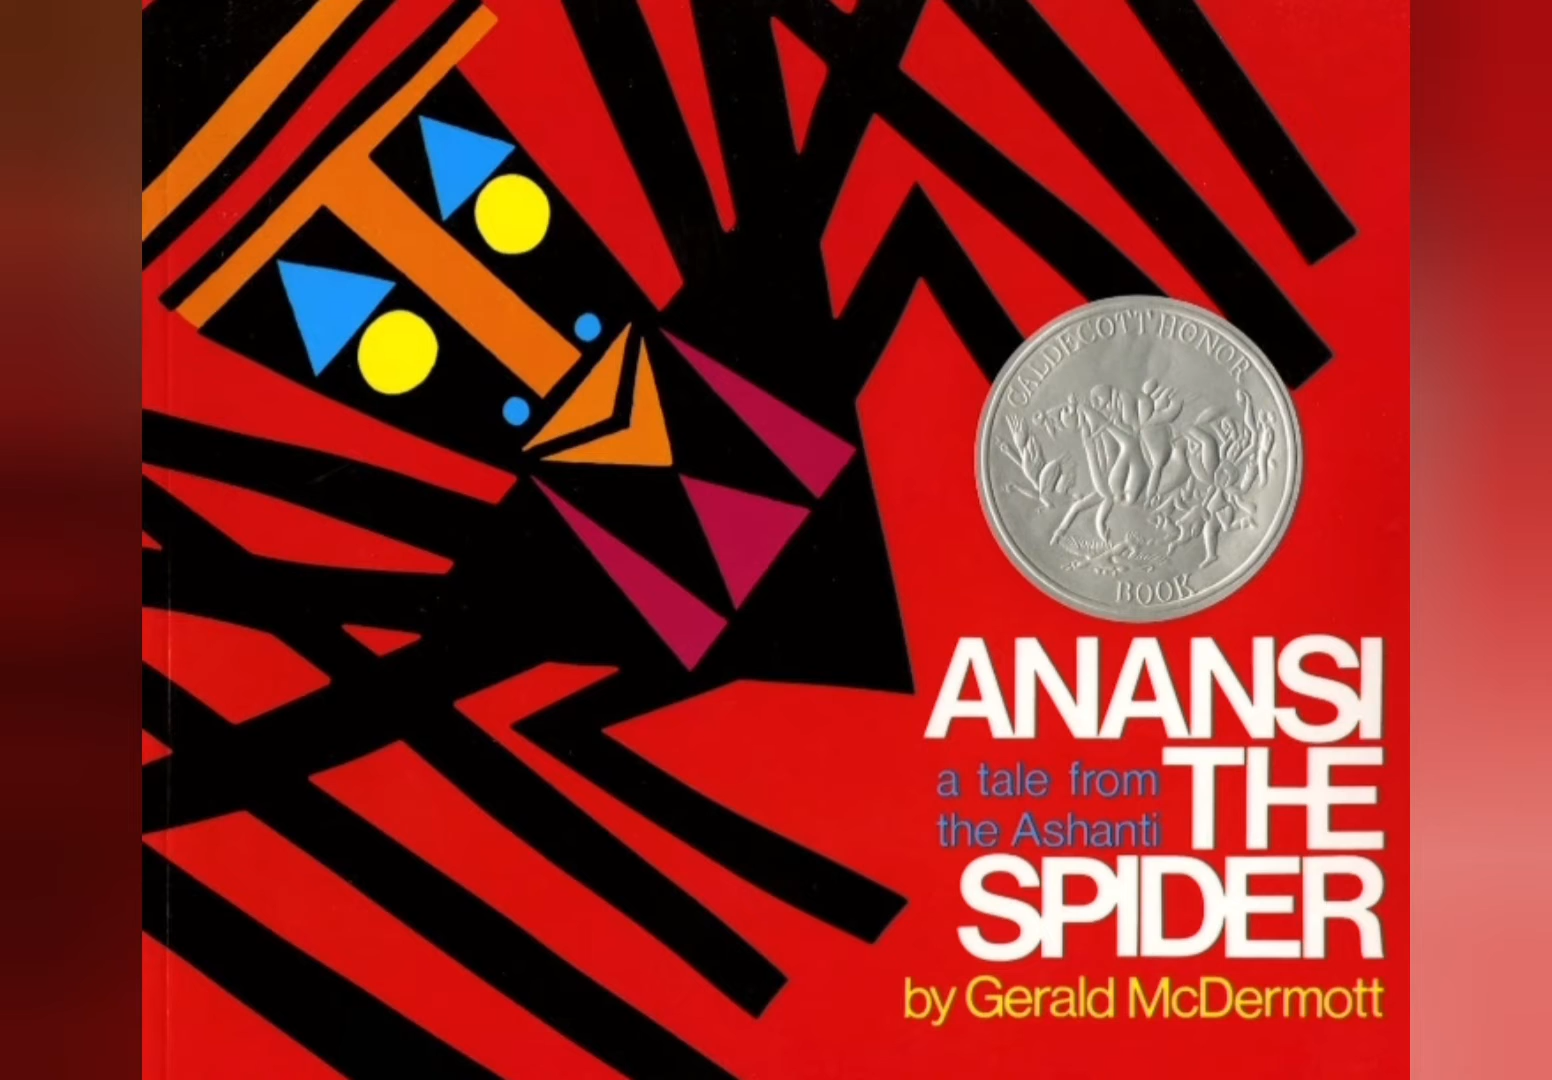 CALDECOTT HONOR
BOOK
ANANSI
a tale from
the Ashanti
THE
SPIDER
by Gerald McDermott